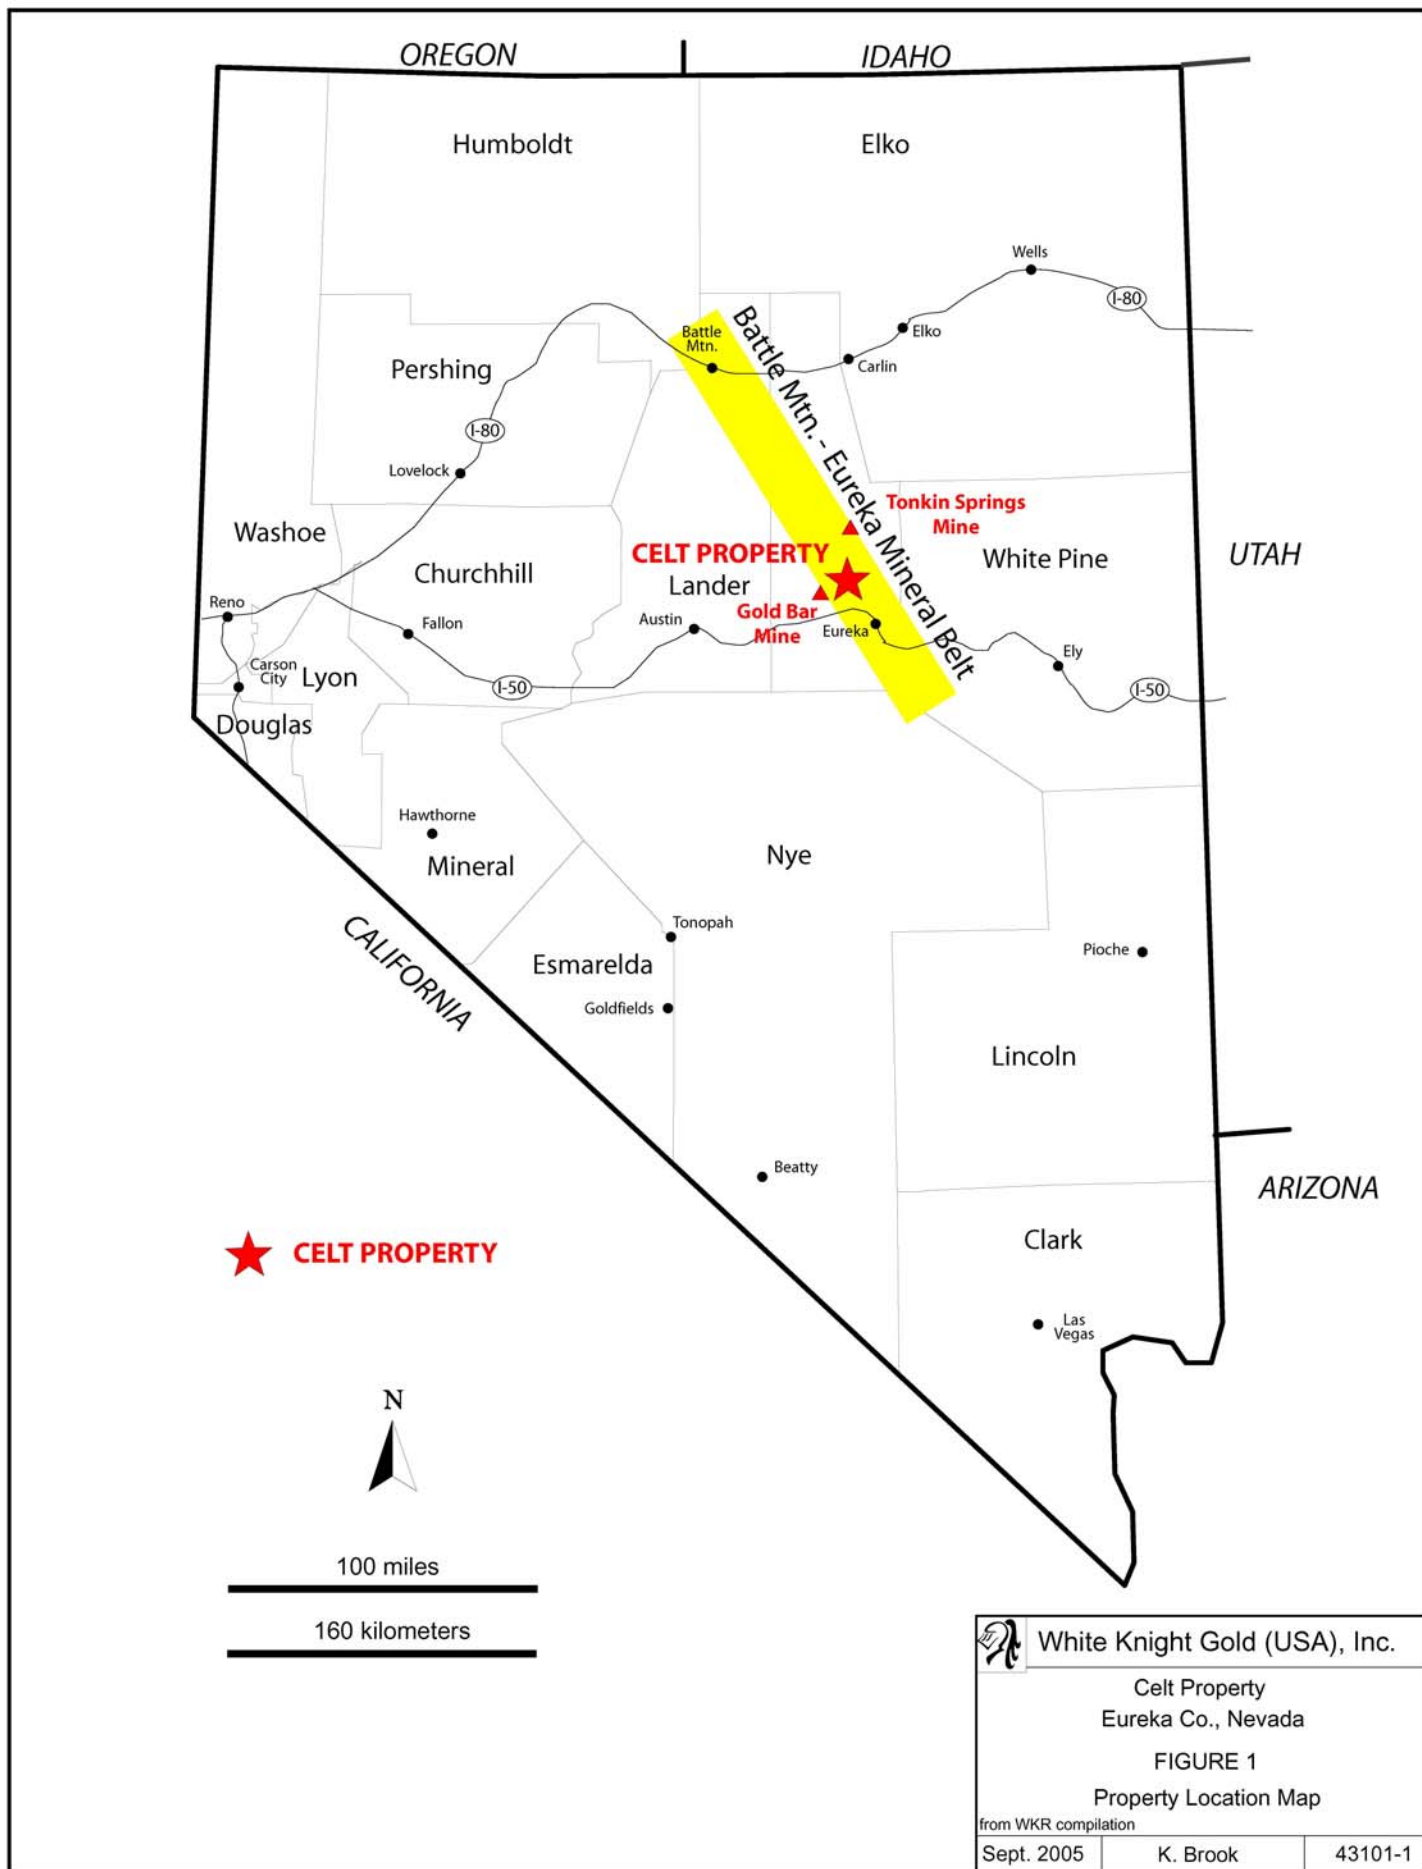 OREGON
IDAHO
Humboldt
Elko
Wells
I-80
Battle
Mtn.
Elko
Carlin
Pershing
I-80
Battle Mtn. - Eureka Mineral Belt
Lovelock
Tonkin Springs
Mine
Washoe
CELT PROPERTY
White Pine
UTAH
Churchhill
Lander
Reno
Gold Bar
Mine
Fallon
Austin
Eureka
Ely
Carson
City
Lyon
I-50
I-50
Douglas
Hawthorne
Mineral
Nye
CALIFORNIA
Tonopah
Esmarelda
Pioche
Goldfields
Lincoln
Beatty
ARIZONA
CELT PROPERTY
Clark
Las
Vegas
N
100 miles
160 kilometers
White Knight Gold (USA), Inc.
Celt Property
Eureka Co., Nevada
FIGURE 1
Property Location Map
from WKR compilation
Sept. 2005
K. Brook
43101-1